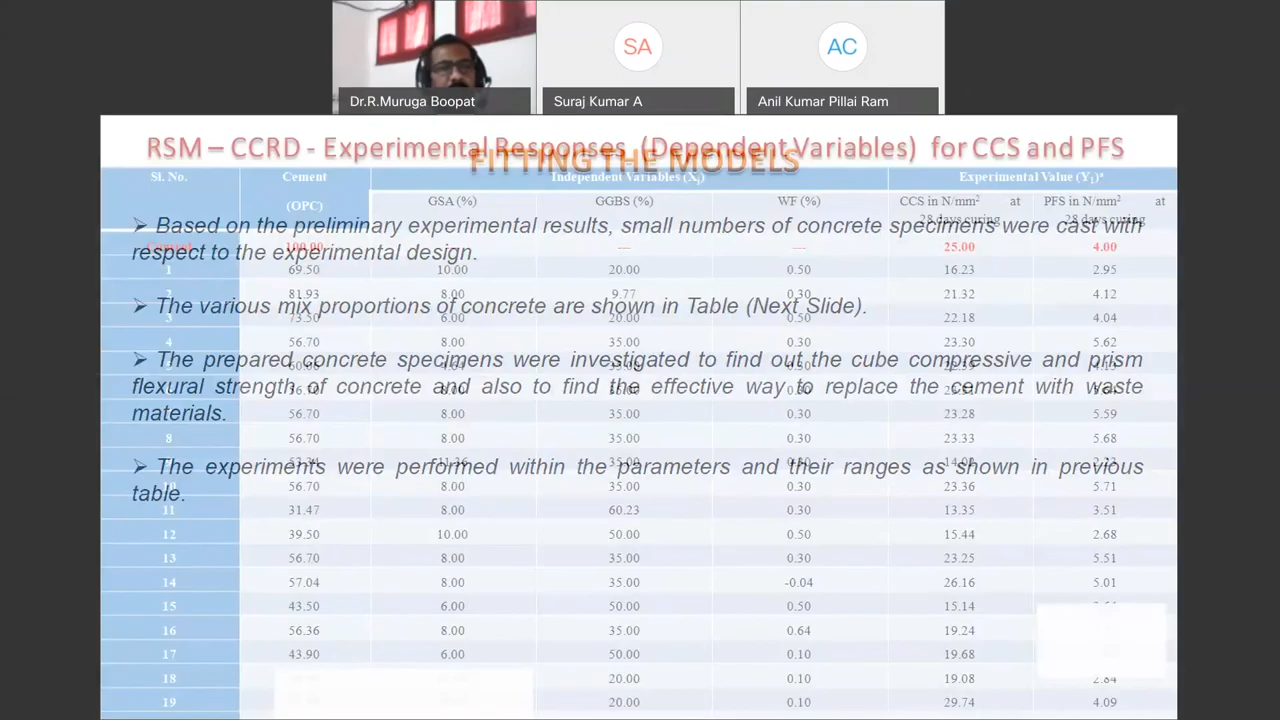 SA
AC
Dr.R.Muruga Boopat
Suraj Kumar A
Anil Kumar Pillai Ram
RSM – CCRD - Experimental Responses (Dependent Variables) for CCS and PFS
FITTING THE MODELS
Sl. No. Cement Independent Variables (Xi) Experimental Value (Y1)*
(OPC) GSA (%) GGBS (%) WF (%) CCS in N/mm² at PFS in N/mm² at
28 days curing 28 days curing
➢ Based on the preliminary experimental results, small numbers of concrete specimens were cast with
respect to the experimental design.
Control 100.00 --- --- 25.00 4.00
1 69.50 10.00 20.00 0.50 16.23 2.95
2 81.93 8.00 9.77 0.30 21.32 4.12
➢ The various mix proportions of concrete are shown in Table (Next Slide).
3 73.50 6.00 20.00 0.50 22.18 4.04
4 56.70 8.00 35.00 0.30 23.30 5.62
➢ The prepared concrete specimens were investigated to find out the cube compressive and prism
flexural strength of concrete and also to find the effective way to replace the cement with waste
materials.
56.70 8.00 35.00 0.30 23.28 5.59
8 56.70 8.00 35.00 0.30 23.33 5.68
➢ The experiments were performed within the parameters and their ranges as shown in previous
table.
56.70 8.00 35.00 0.30 23.36 5.71
11 31.47 8.00 60.23 0.30 13.35 3.51
12 39.50 10.00 50.00 0.50 15.44 2.68
13 56.70 8.00 35.00 0.30 23.25 5.51
14 57.04 8.00 35.00 -0.04 26.16 5.01
15 43.50 6.00 50.00 0.50 15.14
16 56.36 8.00 35.00 0.64 19.24
17 43.90 6.00 50.00 0.10 19.68
18 20.00 0.10 19.08 2.84
19 20.00 0.10 29.74 4.09